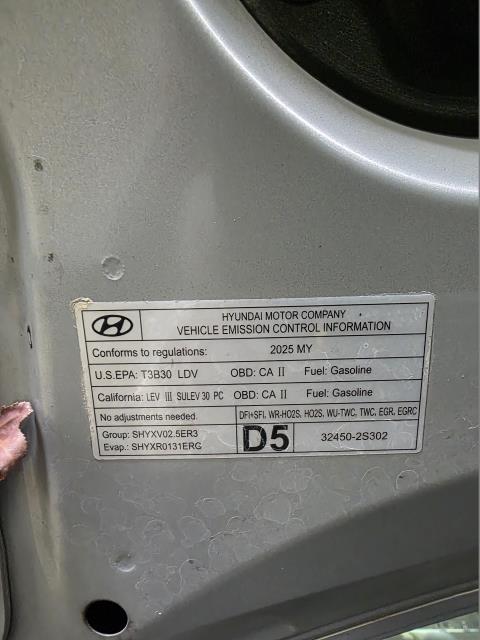 HYUNDAI MOTOR COMPANY
VEHICLE EMISSION CONTROL INFORMATION
Conforms to regulations: 2025 MY
U.S.EPA: T3B30 LDV OBD: CA II Fuel: Gasoline
California: LEV III SULEV 30 PC OBD: CA II Fuel: Gasoline
No adjustments needed. DFI+SFI, WR-HO2S, HO2S, WU-TWC, TWC, EGR, EGRC
Group: SHYXV02.5ER3
Evap.: SHYXR0131ERG
D5 32450-2S302